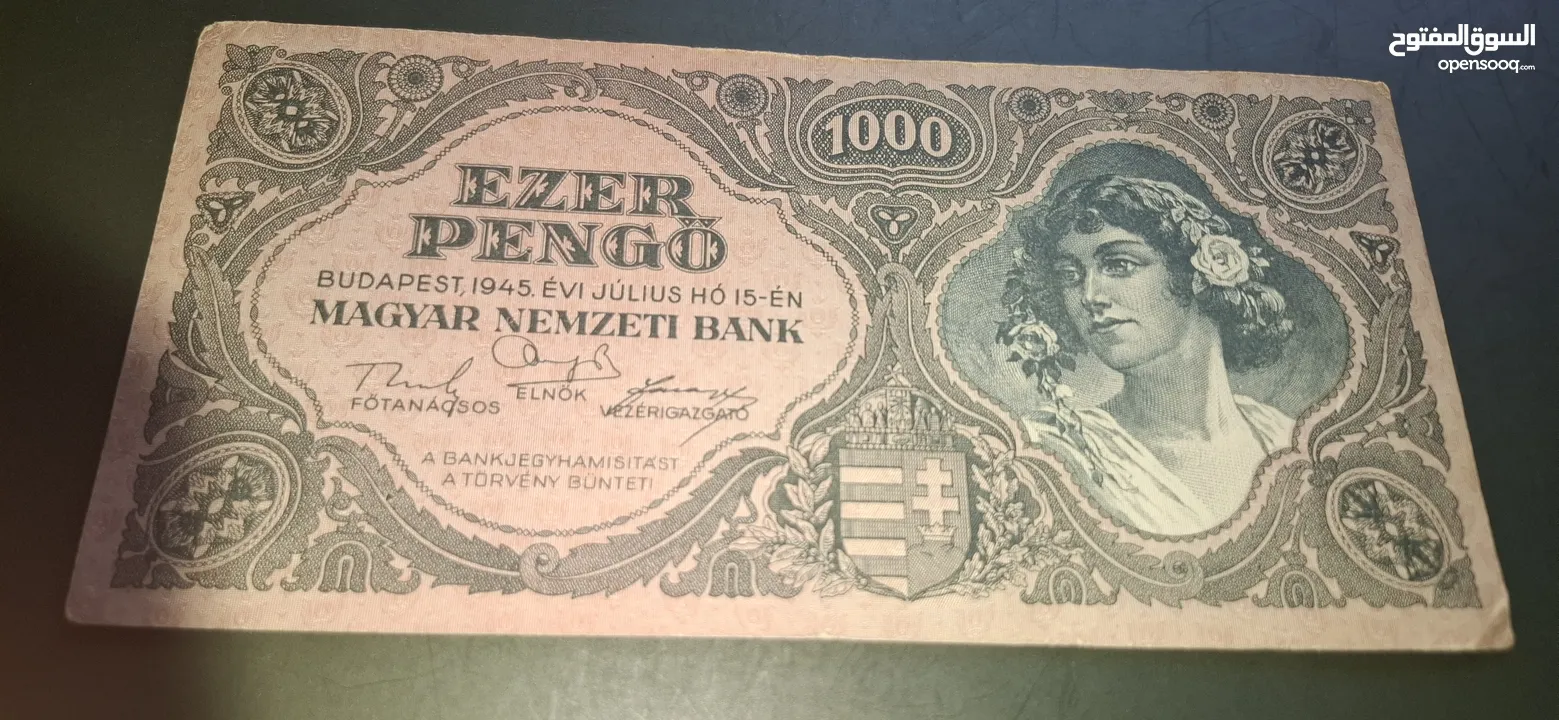 السوق المفتوح
opensooq.com
1000
EZER
PENGŐ
BUDAPEST, 1945. ÉVI JÚLIUS HÓ 15-ÉN
MAGYAR NEMZETI BANK
FŐTANÁCSOS
ELNÖK
VEZÉRIGAZGATÓ
A BANKJEGYHAMISITÁST
A TÖRVÉNY BÜNTETI